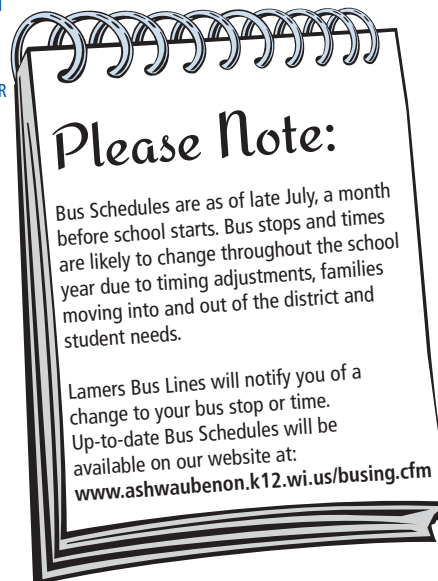 R
Please Note:
Bus Schedules are as of late July, a month
before school starts. Bus stops and times
are likely to change throughout the school
year due to timing adjustments, families
moving into and out of the district and
student needs.
Lamers Bus Lines will notify you of a
change to your bus stop or time.
Up-to-date Bus Schedules will be
available on our website at:
www.ashwaubenon.k12.wi.us/busing.cfm